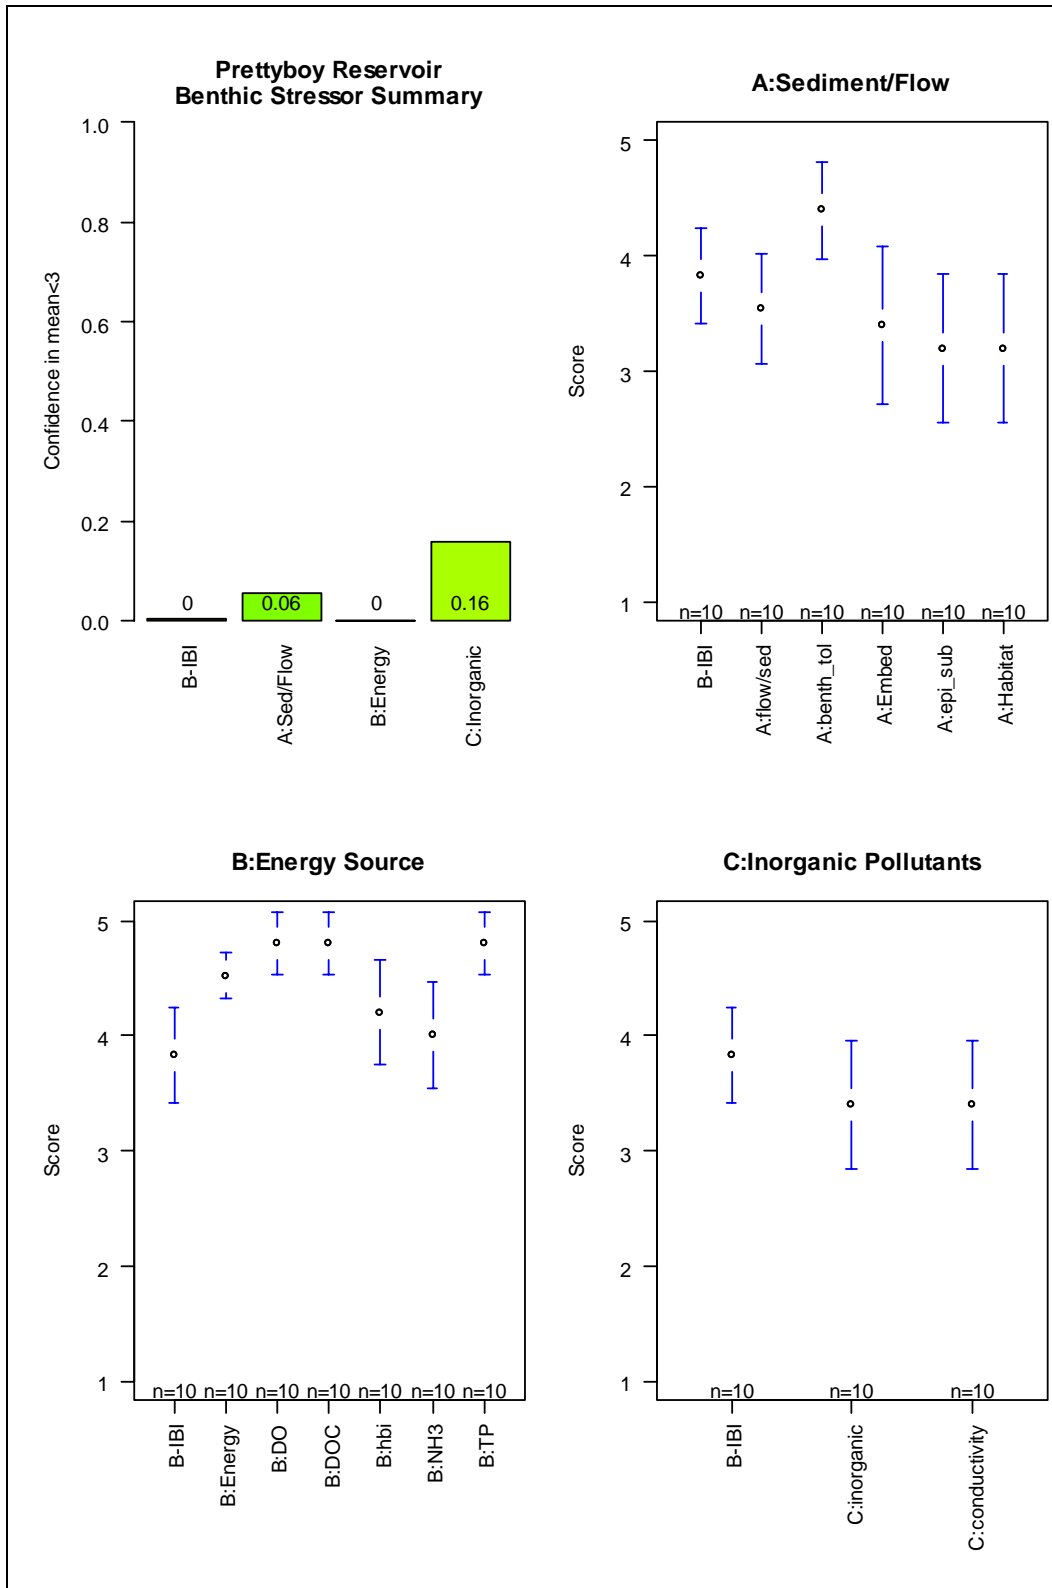 Prettyboy Reservoir
Benthic Stressor Summary
Confidence in mean<3
1.0
0.8
0.6
0.4
0.2
0.0
0
0.06
0
0.16
B-IBI
A:Sed/Flow
B:Energy
C:Inorganic
A:Sediment/Flow
Score
5
4
3
2
1
n=10 n=10 n=10 n=10 n=10 n=10
B-IBI
A:flow/sed
A:benth_tol
A:Embed
A:epi_sub
A:Habitat
B:Energy Source
Score
5
4
3
2
1
n=10 n=10 n=10 n=10 n=10 n=10 n=10
B-IBI
B:Energy
B:DO
B:DOC
B:hbi
B:NH3
B:TP
C:Inorganic Pollutants
Score
5
4
3
2
1
n=10 n=10 n=10
B-IBI
C:inorganic
C:conductivity